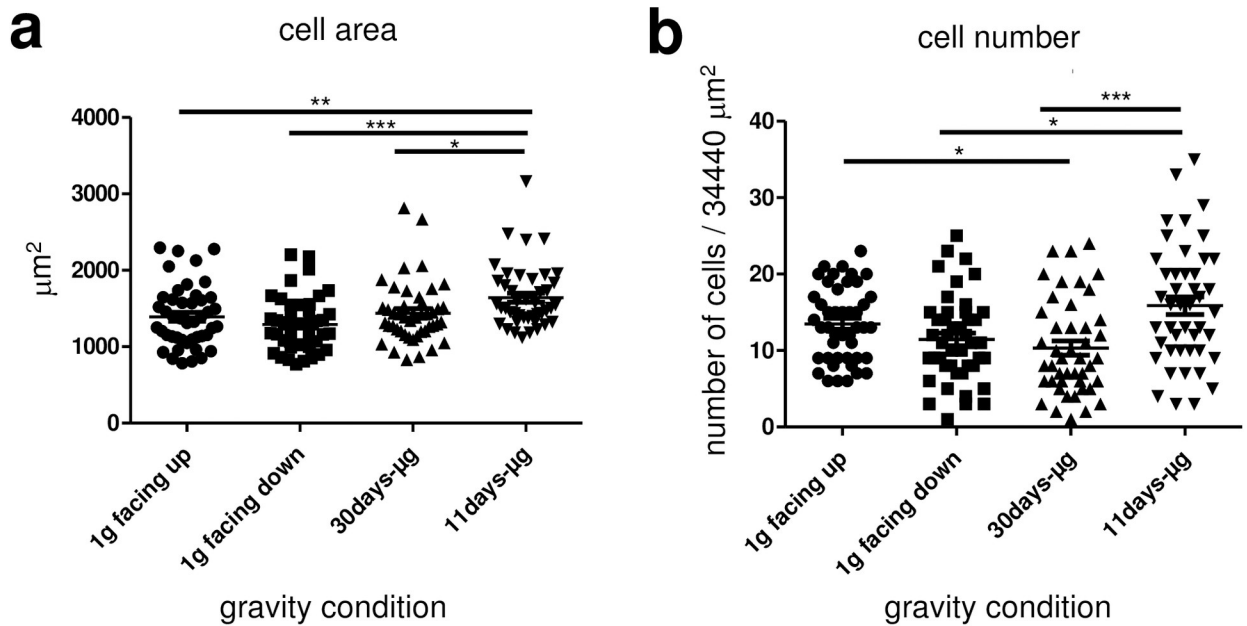 a
cell area
**
***
*
4000
3000
2000
1000
0
μm²
1g facing up
1g facing down
30days-μg
11days-μg
gravity condition
b
cell number
***
*
*
40
30
20
10
0
number of cells / 34440 μm²
1g facing up
1g facing down
30days-μg
11days-μg
gravity condition